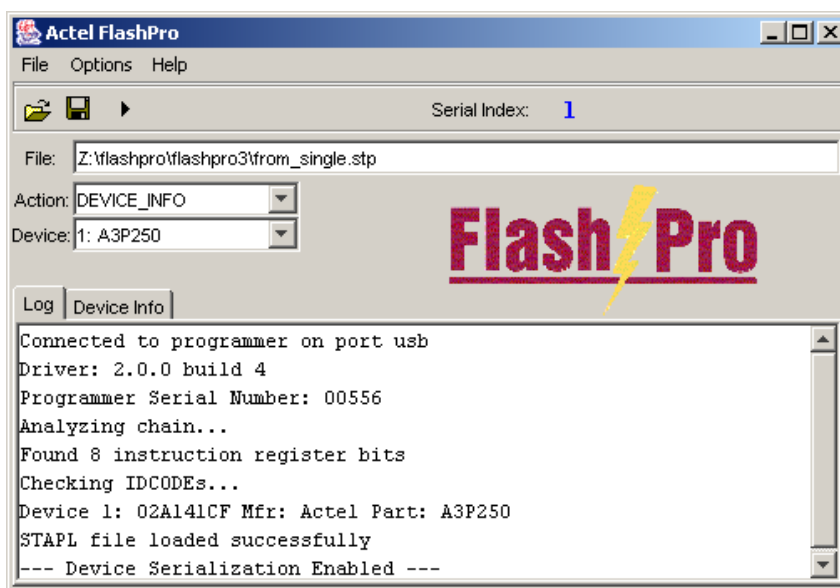 Actel FlashPro
File Options Help
Serial Index: 1
File: Z:\flashpro\flashpro3\from_single.stp
Action: DEVICE_INFO
Device: 1: A3P250
Flash Pro
Log Device Info
Connected to programmer on port usb
Driver: 2.0.0 build 4
Programmer Serial Number: 00556
Analyzing chain...
Found 8 instruction register bits
Checking IDCODEs...
Device 1: 02A141CF Mfr: Actel Part: A3P250
STAPL file loaded successfully
--- Device Serialization Enabled ---